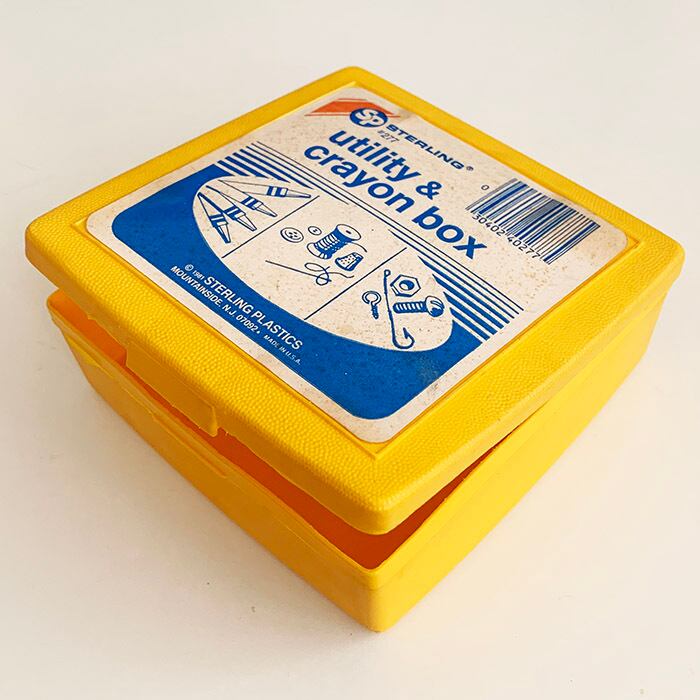 SP STERLING®
#277
utility &
crayon box
0
30402 40277
© 1981 STERLING PLASTICS
MOUNTAINSIDE, N.J. 07092 • MADE IN U.S.A.